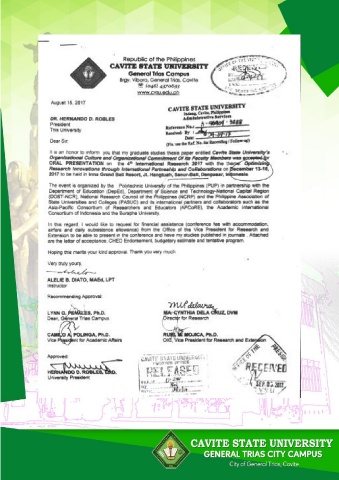 Republic of the Philippines
CAVITE STATE UNIVERSITY
General Trias Campus
Brgy. Vibora, General Trias, Cavite
www.cvsu.edu.ph
August 15, 2017
CAVITE STATE UNIVERSITY
Indang, Cavite, Philippines
Administrative Services
Reference No.:
Received By :
Date :
(Pls use the Ref. No. for Recording / Follow-up)
DR. HERNANDO D. ROBLES
President
This University
Dear Sir:
It is an honor to inform you that my graduate studies thesis paper entitled Cavite State University's
Organizational Culture and Organizational Commitment Of its Faculty Members was accepted for
ORAL PRESENTATION on the 4th International Research 2017 with the theme Optimizing
Research Innovations through International Partnership and Collaborations on December 13-15,
2017 to be held in Inna Grand Bali Resort, Jl. Hangtuah, Sanur-Bali, Denpasar, Indonesia
The event is organized by the Polytechnic University of the Philippines (PUP) in partnership with the
Department of Education (DepEd), Department of Science and Technology-National Capital Region
(DOST-NCR), National Research Council of the Philippines (NCRP) and the Philippine Association of
State Universities and Colleges (PASUC) and its international partners and collaborators such as the
Asia-Pacific Consortium of Researchers and Educators (APCoRE), the Academic International
Consortium of Indonesia and the Burapha University.
In this regard, I would like to request for financial assistance (conference fee with accommodation,
airfare and daily subsistence allowance) from the Office of the Vice President for Research and
Extension to be able to present in the conference and have my studies published in journals . Attached
are the letter of acceptance, CHED Endorsement, budgetary estimate and tentative program.
Hoping this merits your kind approval. Thank you very much
Very truly yours,
ALELIE B. DIATO, MAEd, LPT
Instructor
Recommending Approval:
LYNN G. PENALES, Ph.D.
Dean, General Trias Campus
MA. CYNTHIA DELA CRUZ, DVM
Director for Research
CAMILO A. POLINGA, Ph.D.
Vice President for Academic Affairs
RUEL M. MOJICA, Ph.D.
OIC, Vice President for Research and Extension
Approved:
HERNANDO D. ROBLES, EdD.
University President
CAVITE STATE UNIVERSITY
RELEASED
RECEIVED
CAVITE STATE UNIVERSITY
GENERAL TRIAS CITY CAMPUS
City of General Trias, Cavite